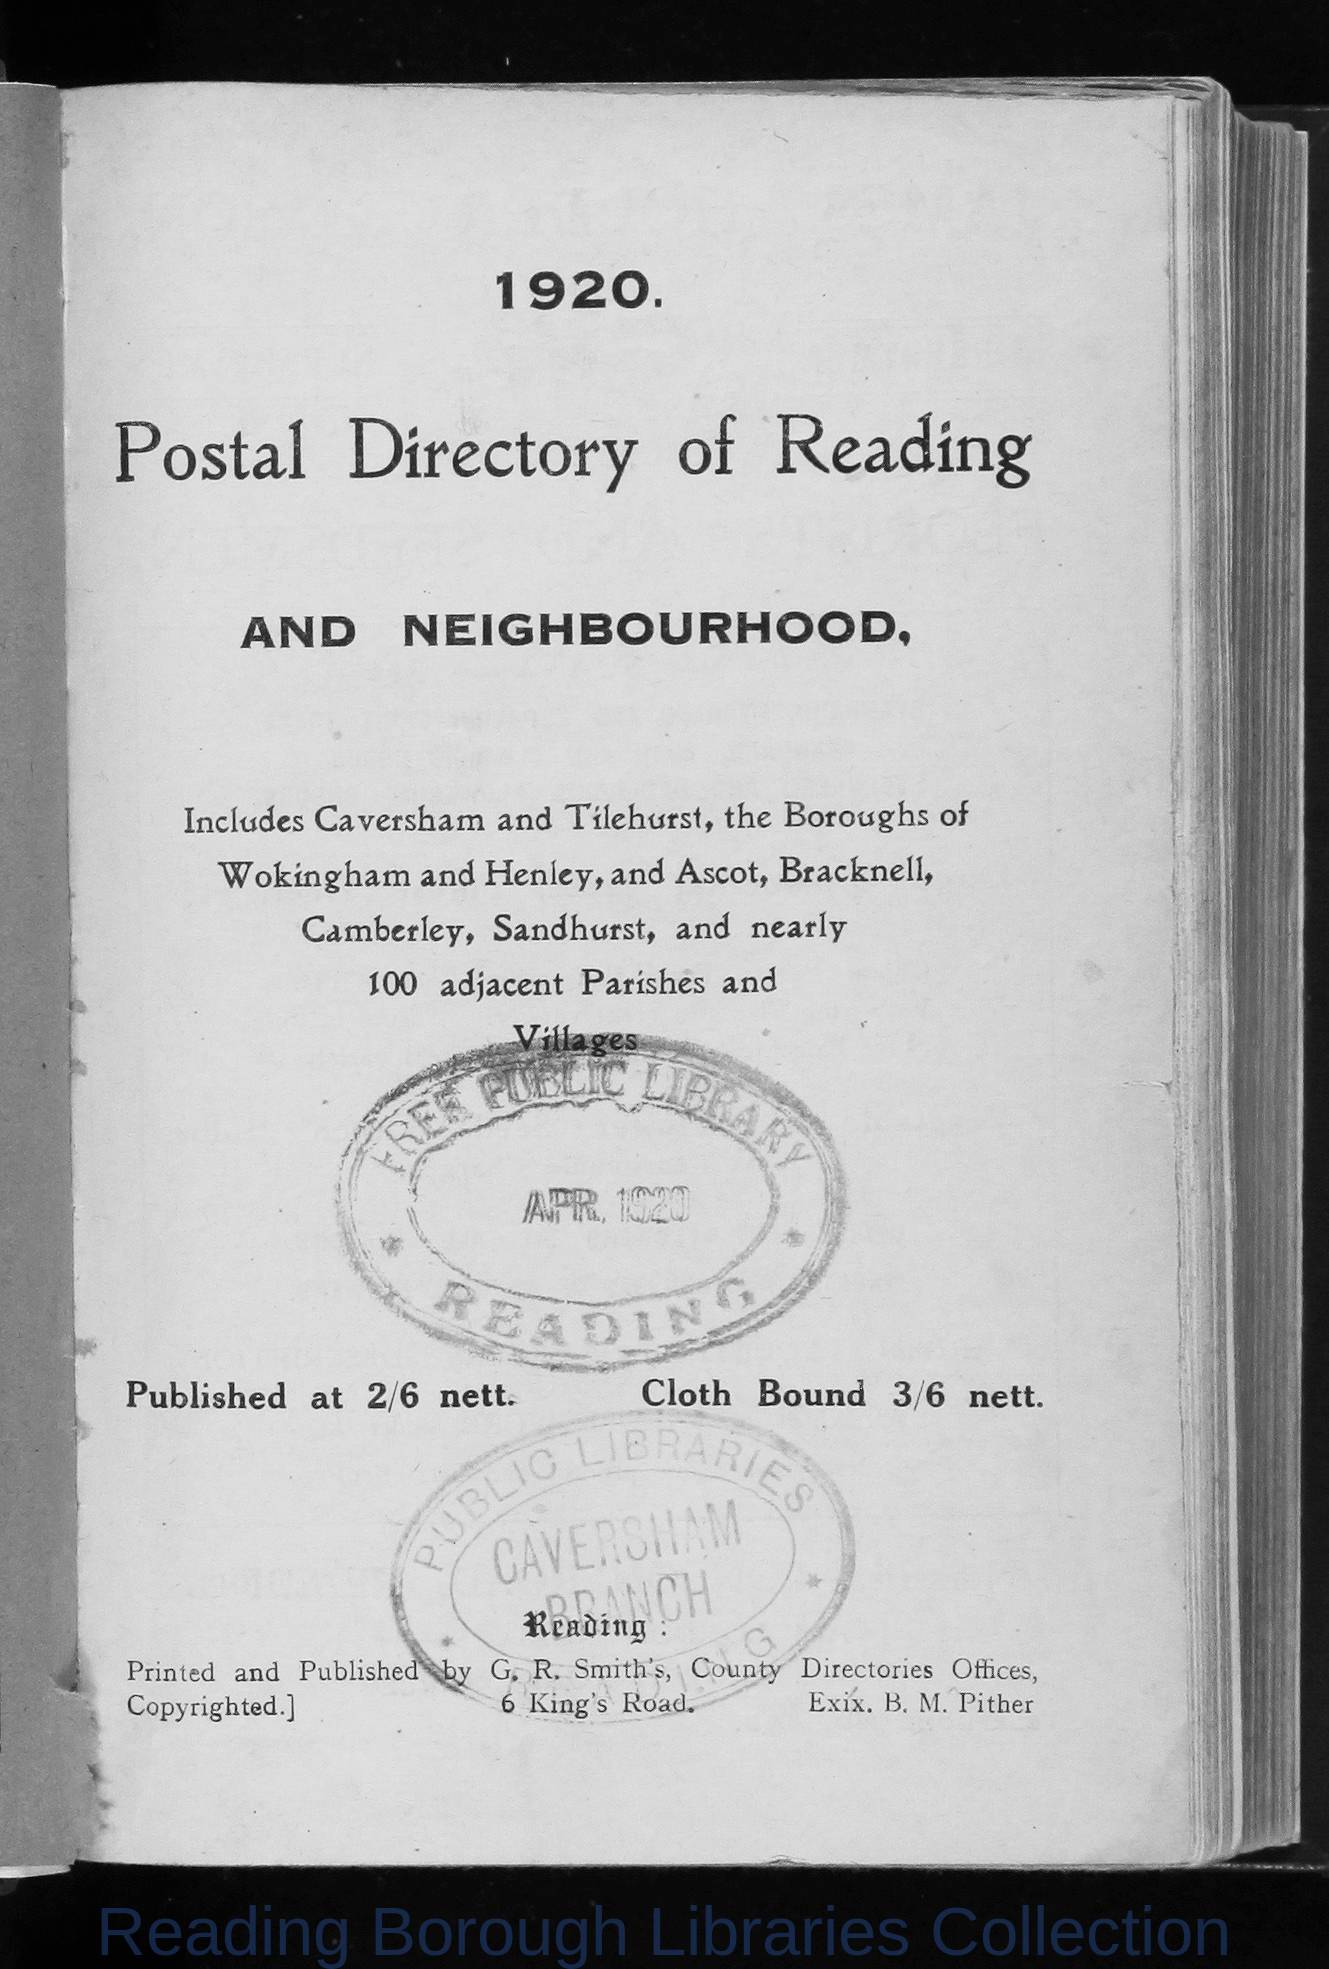 1920.
Postal Directory of Reading
AND NEIGHBOURHOOD,
Includes Caversham and Tilehurst, the Boroughs of
Wokingham and Henley, and Ascot, Bracknell,
Camberley, Sandhurst, and nearly
100 adjacent Parishes and
Villages
FREE PUBLIC LIBRARY
APR. 1920
READING
Published at 2/6 nett. Cloth Bound 3/6 nett.
PUBLIC LIBRARIES
CAVERSHAM
BRANCH
READING
Reading :
Printed and Published by G. R. Smith's, County Directories Offices,
Copyrighted.] 6 King's Road. Exix. B. M. Pither
Reading Borough Libraries Collection